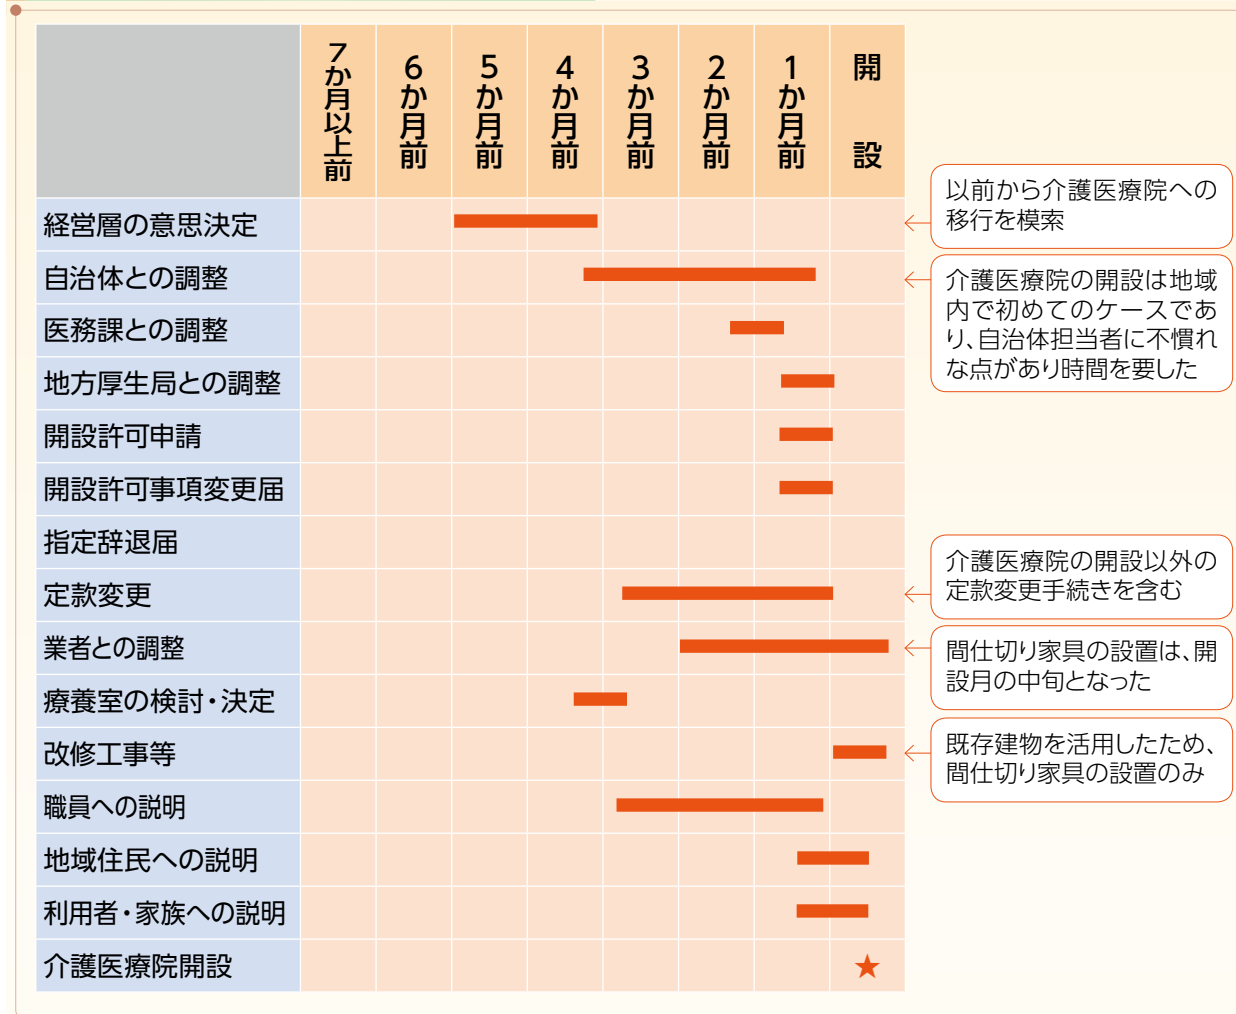 7か月以上前
6か月前
5か月前
4か月前
3か月前
2か月前
1か月前
開設
経営層の意思決定
以前から介護医療院への
移行を模索
自治体との調整
介護医療院の開設は地域
内で初めてのケースであ
り、自治体担当者に不慣れ
な点があり時間を要した
医務課との調整
地方厚生局との調整
開設許可申請
開設許可事項変更届
指定辞退届
定款変更
介護医療院の開設以外の
定款変更手続きを含む
業者との調整
間仕切り家具の設置は、開
設月の中旬となった
療養室の検討・決定
改修工事等
既存建物を活用したため、
間仕切り家具の設置のみ
職員への説明
地域住民への説明
利用者・家族への説明
介護医療院開設
★